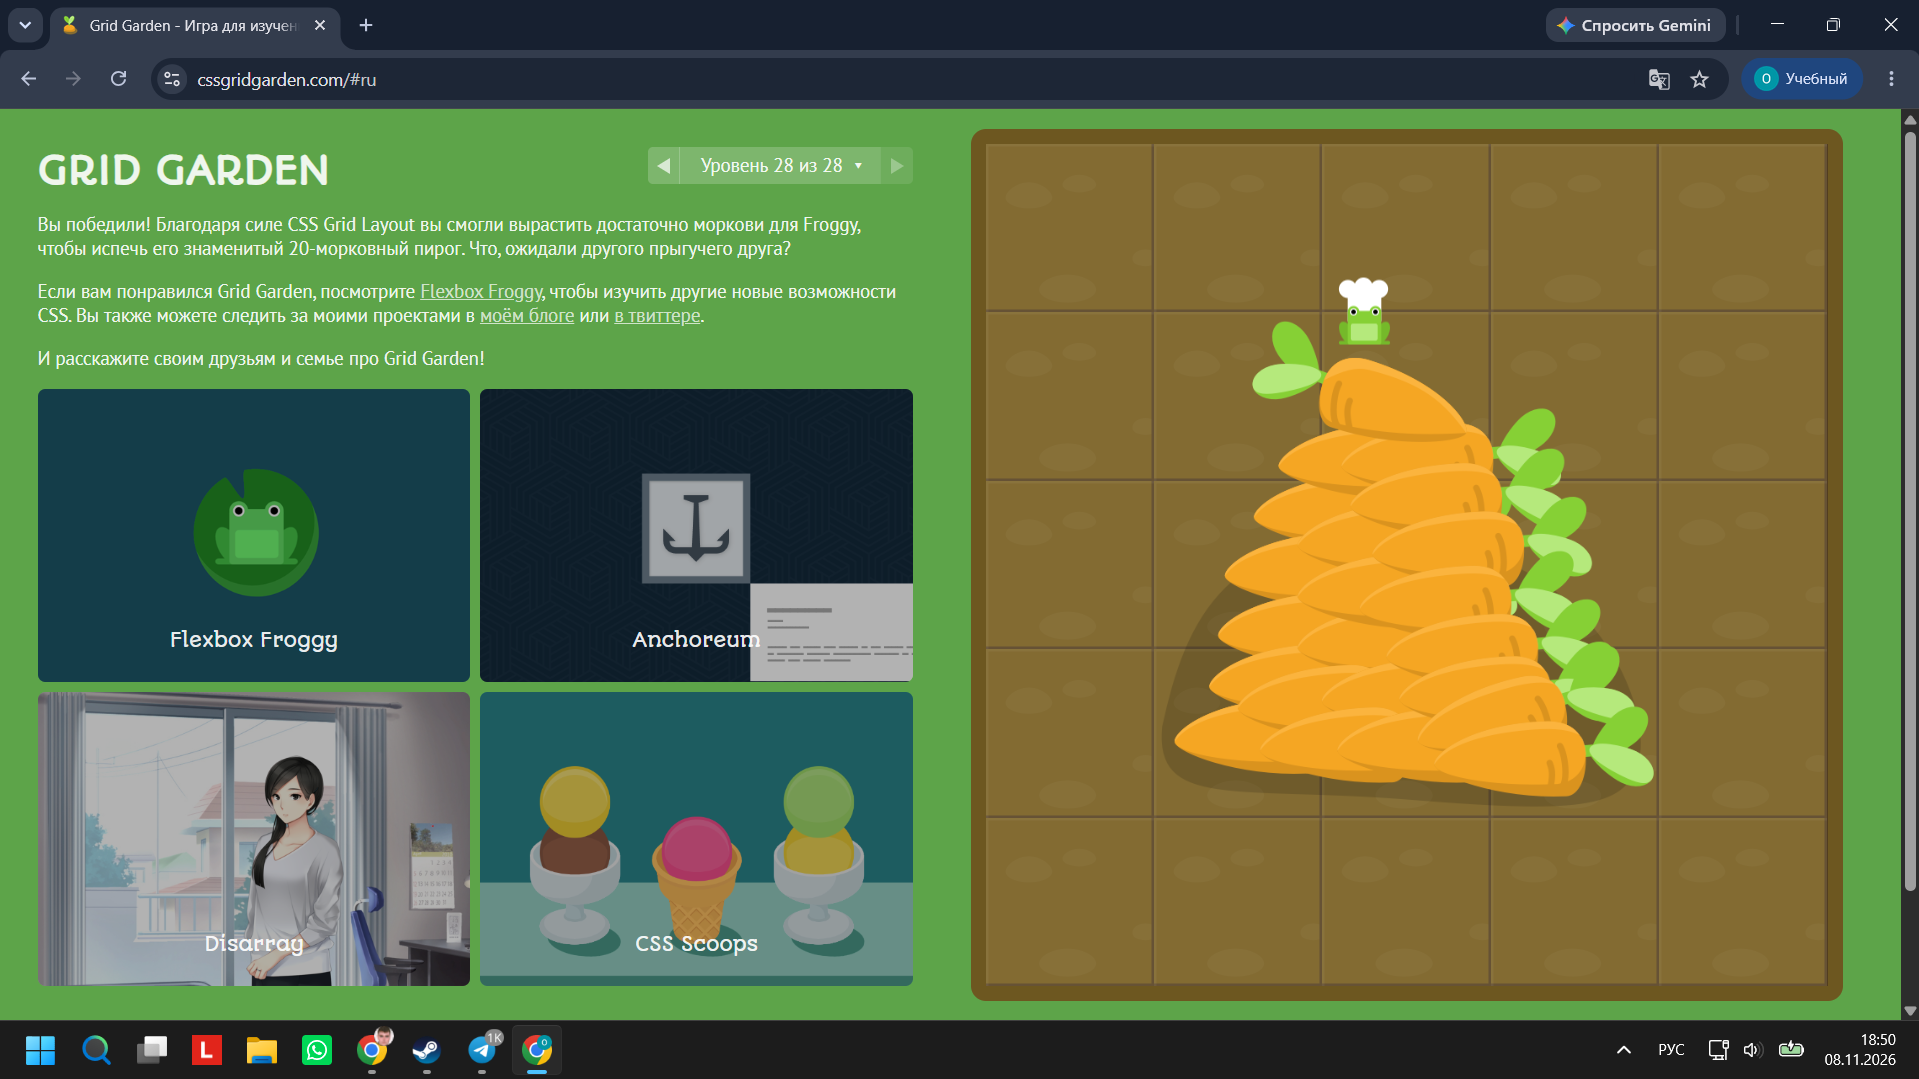 Grid Garden - Игра для изучен
Спросить Gemini
cssgridgarden.com/#ru
O Учебный
GRID GARDEN
Уровень 28 из 28
Вы победили! Благодаря силе CSS Grid Layout вы смогли вырастить достаточно моркови для Froggy,
чтобы испечь его знаменитый 20-морковный пирог. Что, ожидали другого прыгучего друга?
Если вам понравился Grid Garden, посмотрите Flexbox Froggy, чтобы изучить другие новые возможности
CSS. Вы также можете следить за моими проектами в моём блоге или в твиттере.
И расскажите своим друзьям и семье про Grid Garden!
Flexbox Froggy
Anchoreum
Disarray
CSS Scoops
L
1K
O
РУС
18:50
08.11.2026